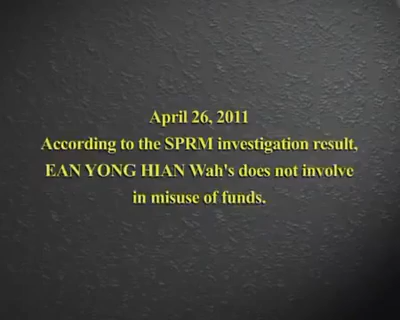 April 26, 2011
According to the SPRM investigation result,
EAN YONG HIAN Wah's does not involve
in misuse of funds.